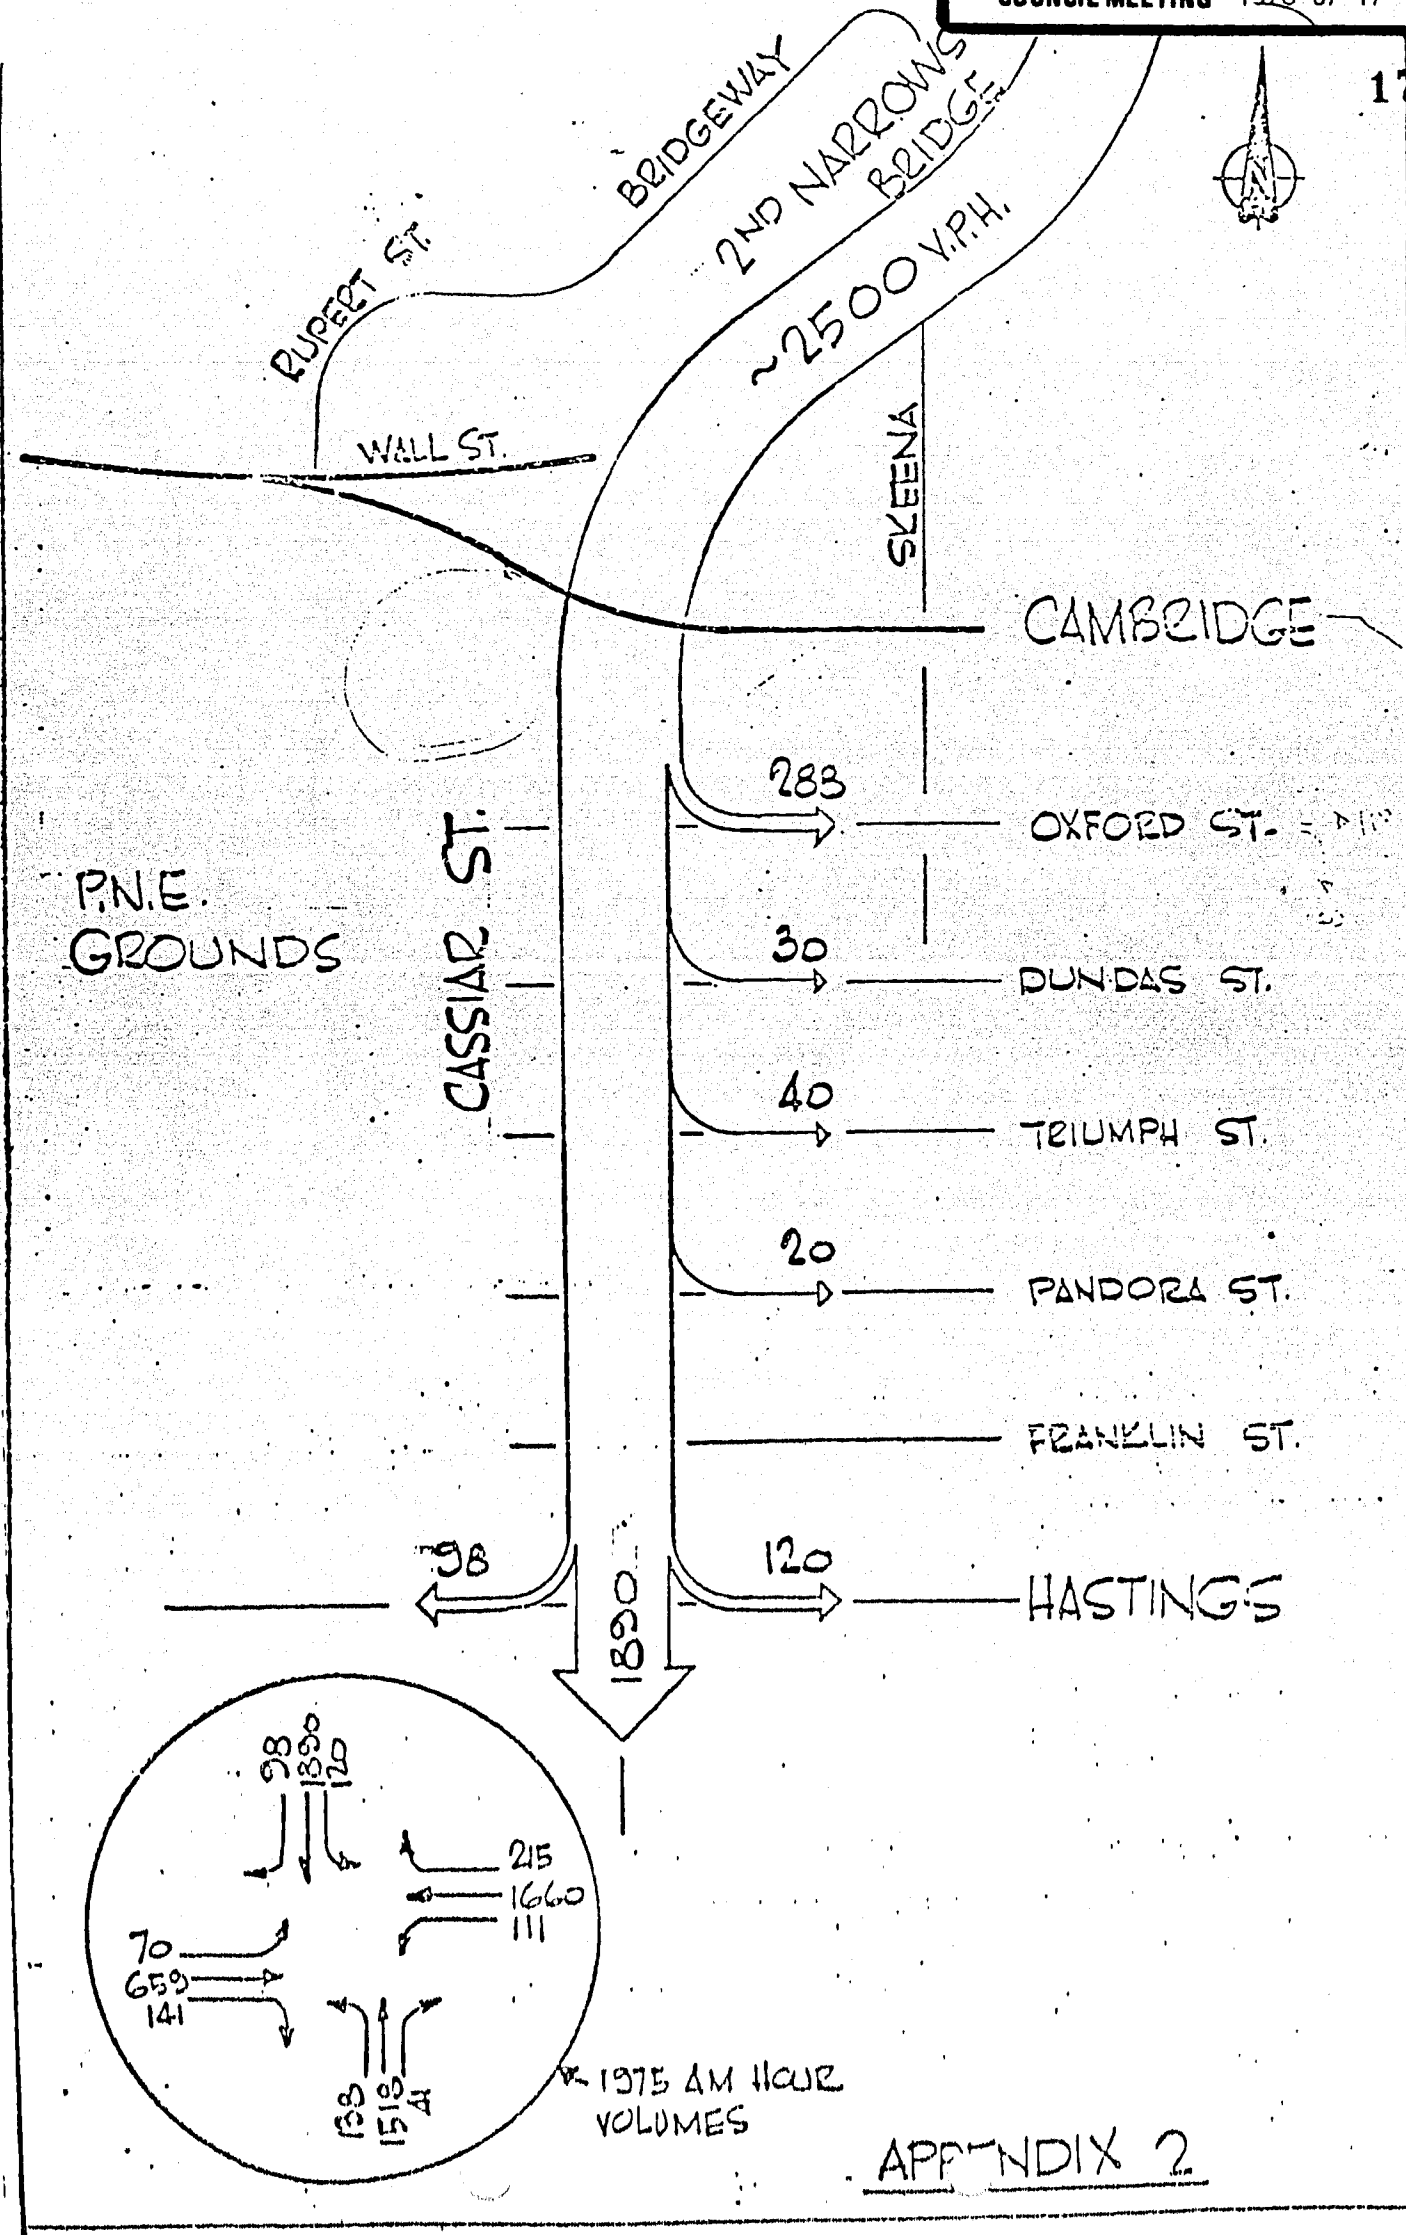 COUNCIL MEETING
17
BRIDGEWAY
2ND NARROWS
BRIDGE
N
~2500 V.P.H.
RUPERT ST.
WALL ST.
SKEENA
CAMBRIDGE
283
OXFORD ST.
P.N.E.
GROUNDS
CASSIAR ST.
30
DUNDAS ST.
40
TRIUMPH ST.
20
PANDORA ST.
FRANKLIN ST.
98
1890
120
HASTINGS
98
1890
120
215
1660
111
70
659
141
138
1518
41
1975 AM HOUR
VOLUMES
APPENDIX 2